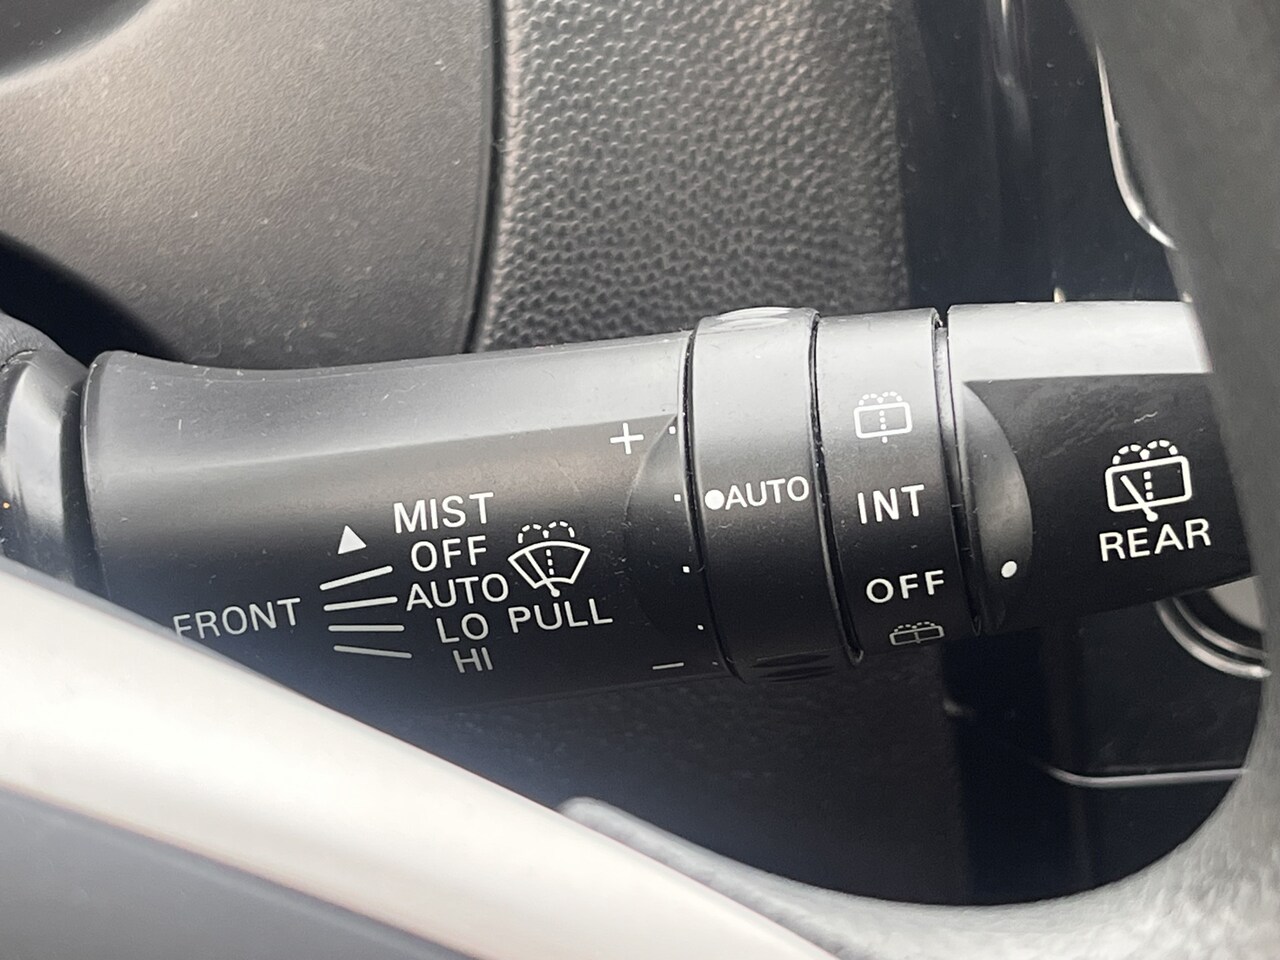 MIST
OFF
AUTO
LO
HI
FRONT
PULL
+
−
●AUTO
INT
OFF
REAR